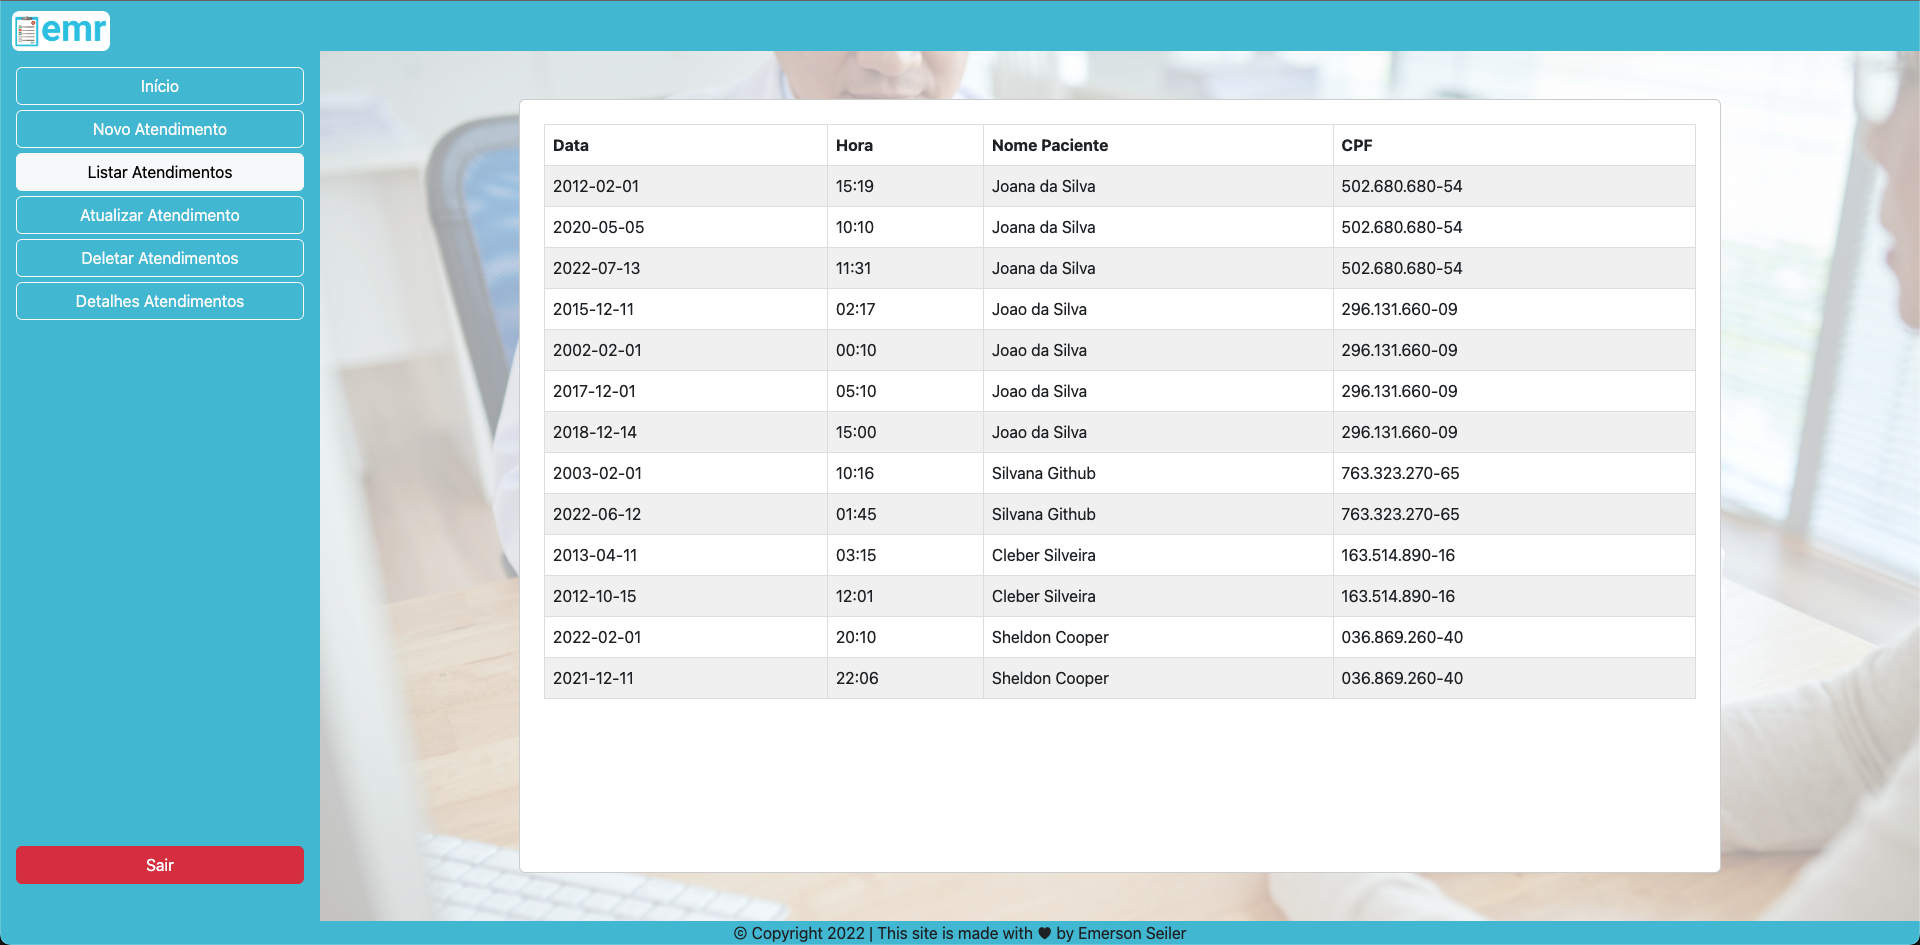 emr
Início
Novo Atendimento
Listar Atendimentos
Atualizar Atendimento
Deletar Atendimentos
Detalhes Atendimentos
Sair
Data Hora Nome Paciente CPF
2012-02-01 15:19 Joana da Silva 502.680.680-54
2020-05-05 10:10 Joana da Silva 502.680.680-54
2022-07-13 11:31 Joana da Silva 502.680.680-54
2015-12-11 02:17 Joao da Silva 296.131.660-09
2002-02-01 00:10 Joao da Silva 296.131.660-09
2017-12-01 05:10 Joao da Silva 296.131.660-09
2018-12-14 15:00 Joao da Silva 296.131.660-09
2003-02-01 10:16 Silvana Github 763.323.270-65
2022-06-12 01:45 Silvana Github 763.323.270-65
2013-04-11 03:15 Cleber Silveira 163.514.890-16
2012-10-15 12:01 Cleber Silveira 163.514.890-16
2022-02-01 20:10 Sheldon Cooper 036.869.260-40
2021-12-11 22:06 Sheldon Cooper 036.869.260-40
© Copyright 2022 | This site is made with ♥ by Emerson Seiler